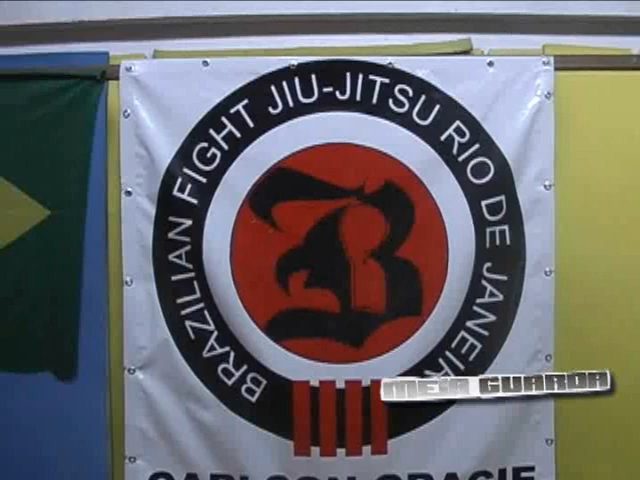 BRAZILIAN FIGHT JIU-JITSU RIO DE JANEIR
B
MEIA GUARDA
CARLSON GRACIE